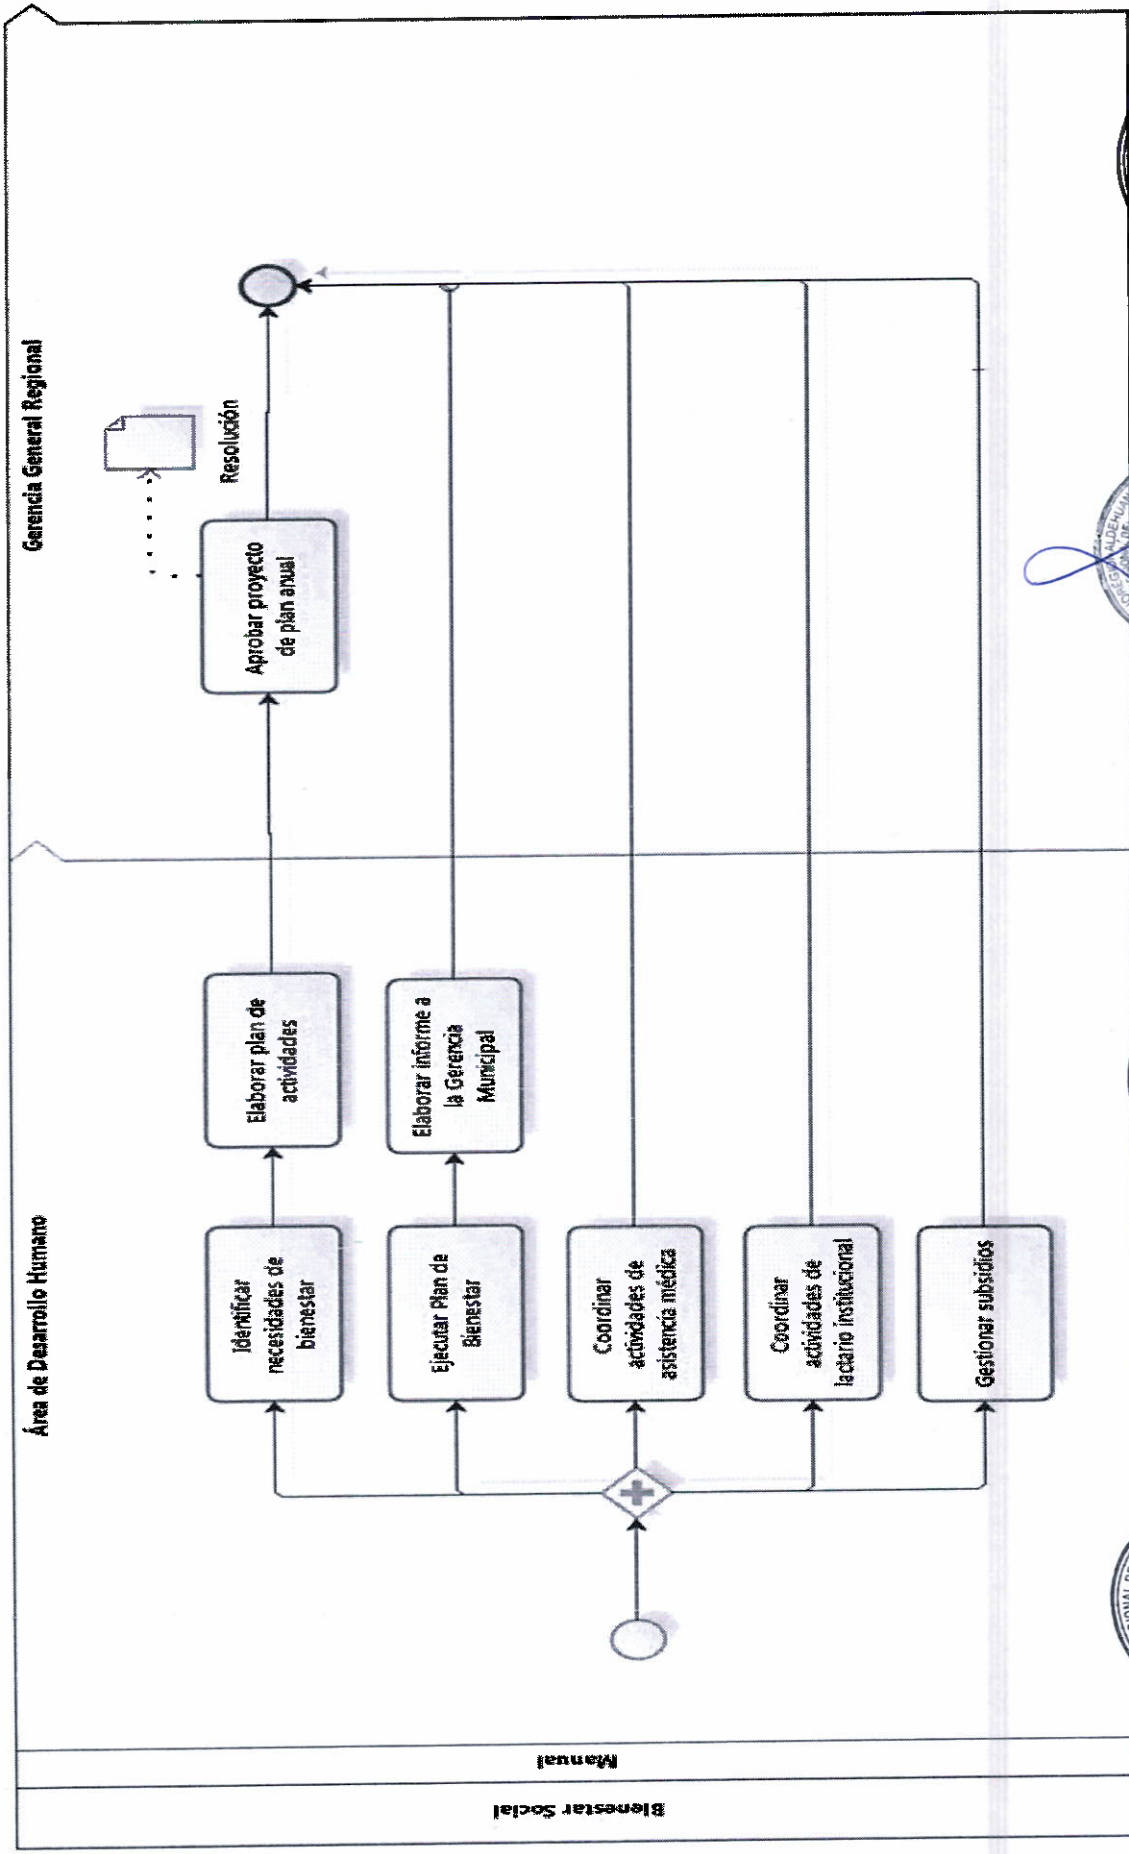 Bienestar Social
Manual
Área de Desarrollo Humano
Gerencia General Regional
Identificar
necesidades de
bienestar
Elaborar plan de
actividades
Aprobar proyecto
de plan anual
Resolución
Ejecutar Plan de
Bienestar
Elaborar informe a
la Gerencia
Municipal
Coordinar
actividades de
asistencia médica
Coordinar
actividades de
lactario institucional
Gestionar subsidios